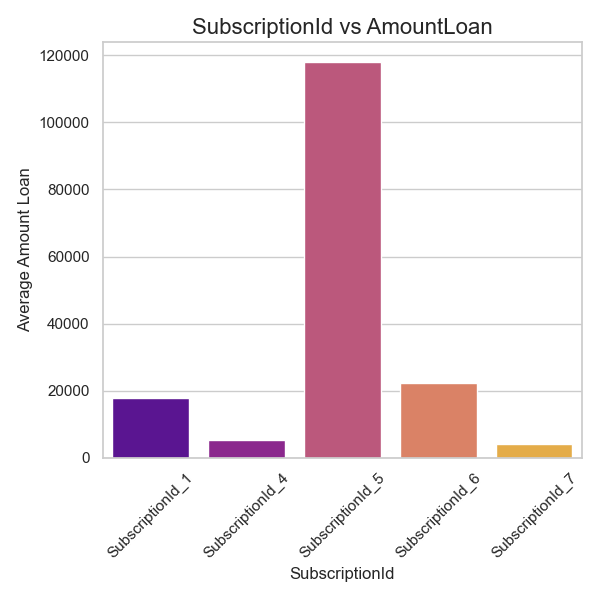 SubscriptionId vs AmountLoan
120000
100000
80000
60000
40000
20000
0
Average Amount Loan
SubscriptionId_1
SubscriptionId_4
SubscriptionId_5
SubscriptionId_6
SubscriptionId_7
SubscriptionId